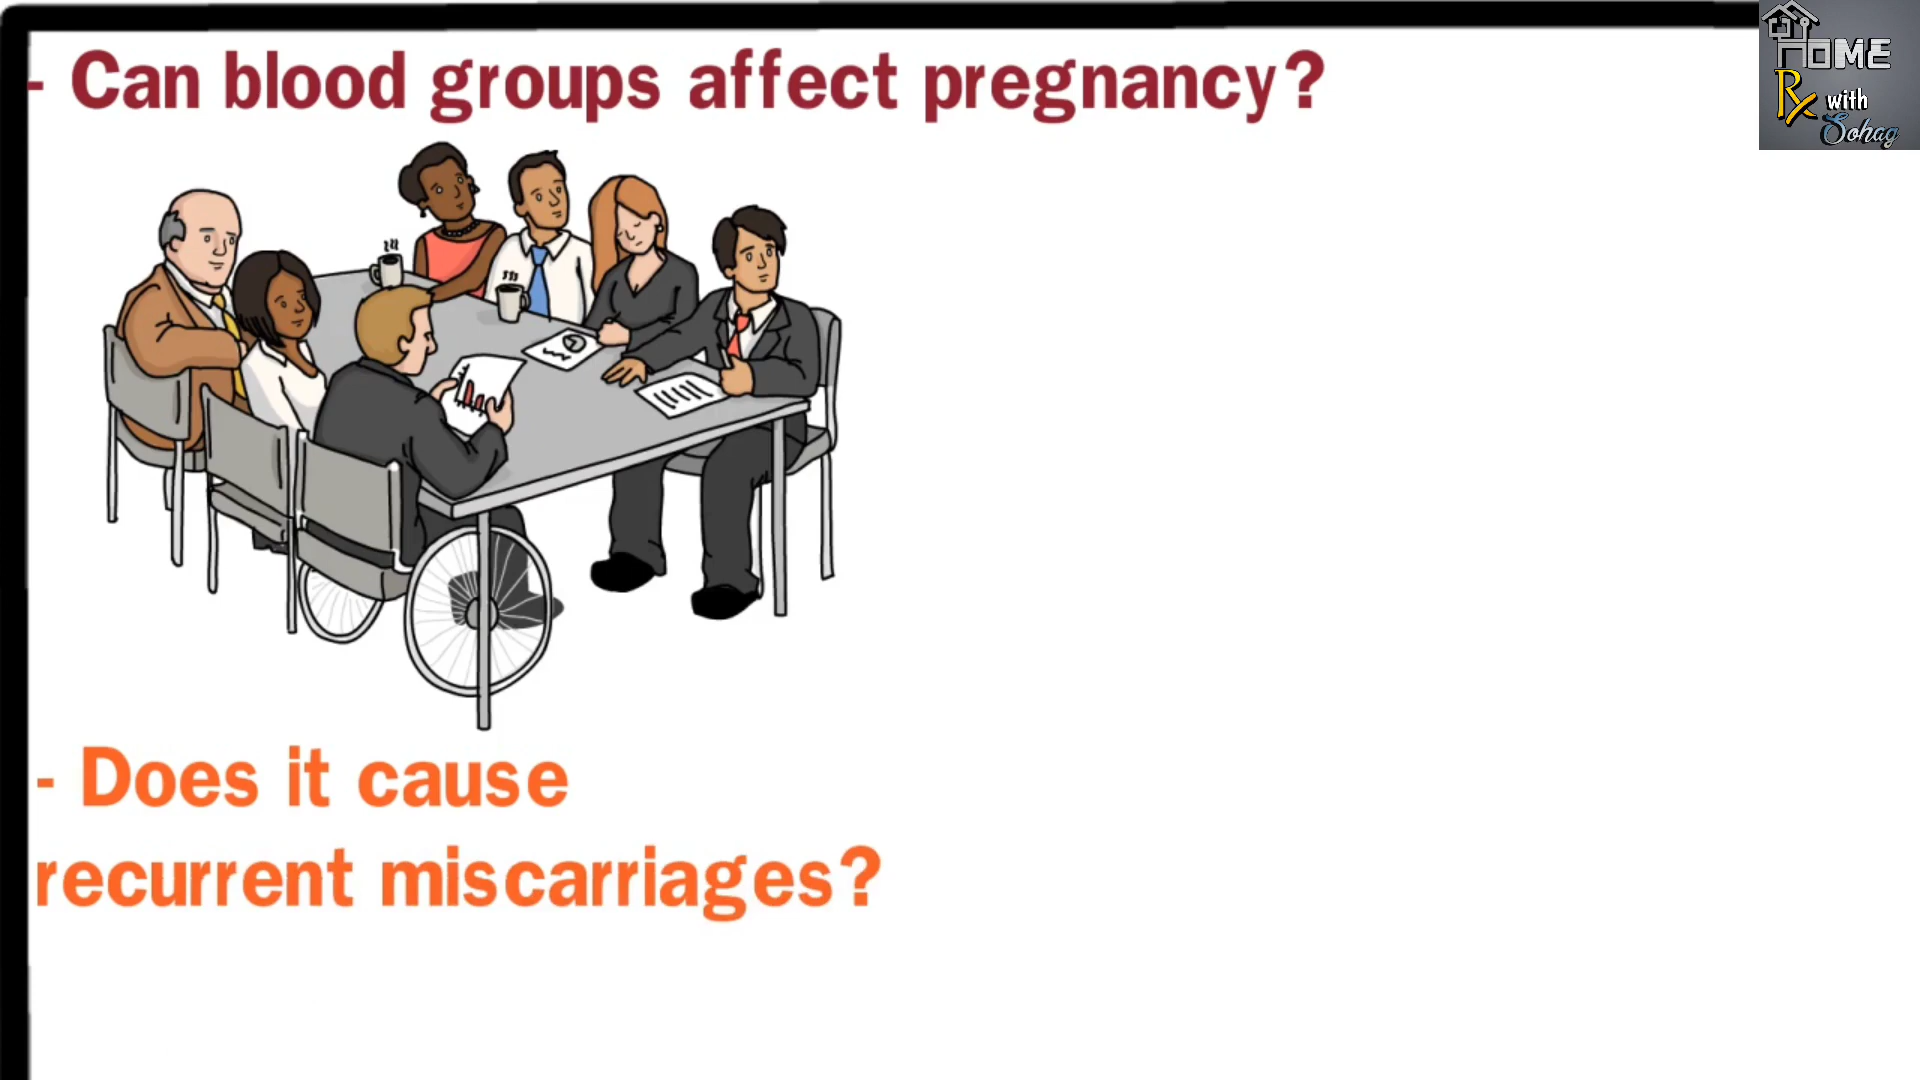 - Can blood groups affect pregnancy?
HOME
Rx with
Sohag
- Does it cause
recurrent miscarriages?